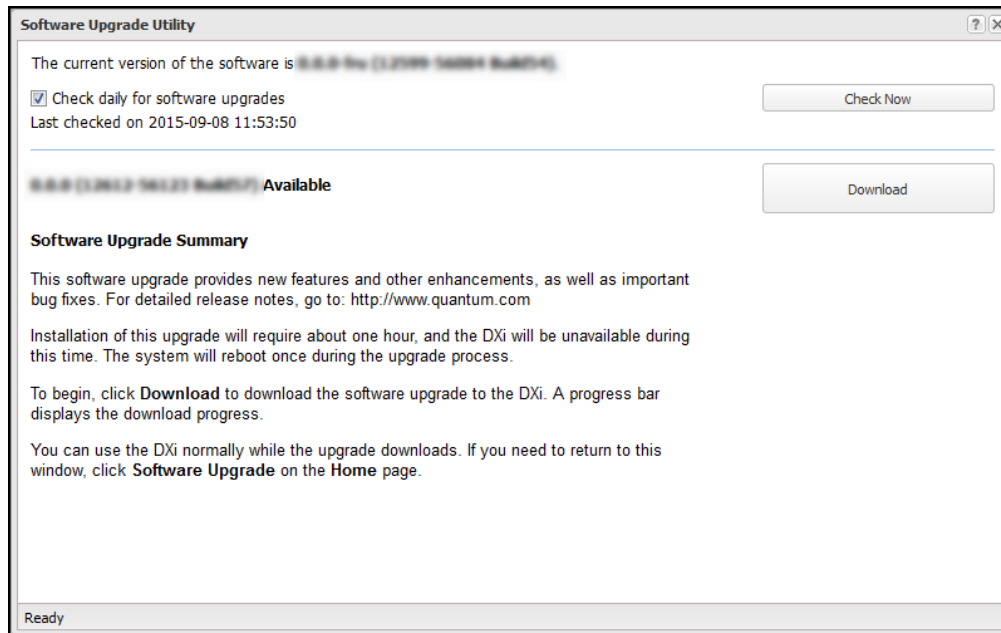 Software Upgrade Utility
?
The current version of the software is
Check daily for software upgrades
Check Now
Last checked on 2015-09-08 11:53:50
Available
Download
Software Upgrade Summary
This software upgrade provides new features and other enhancements, as well as important
bug fixes. For detailed release notes, go to: http://www.quantum.com
Installation of this upgrade will require about one hour, and the DXi will be unavailable during
this time. The system will reboot once during the upgrade process.
To begin, click Download to download the software upgrade to the DXi. A progress bar
displays the download progress.
You can use the DXi normally while the upgrade downloads. If you need to return to this
window, click Software Upgrade on the Home page.
Ready